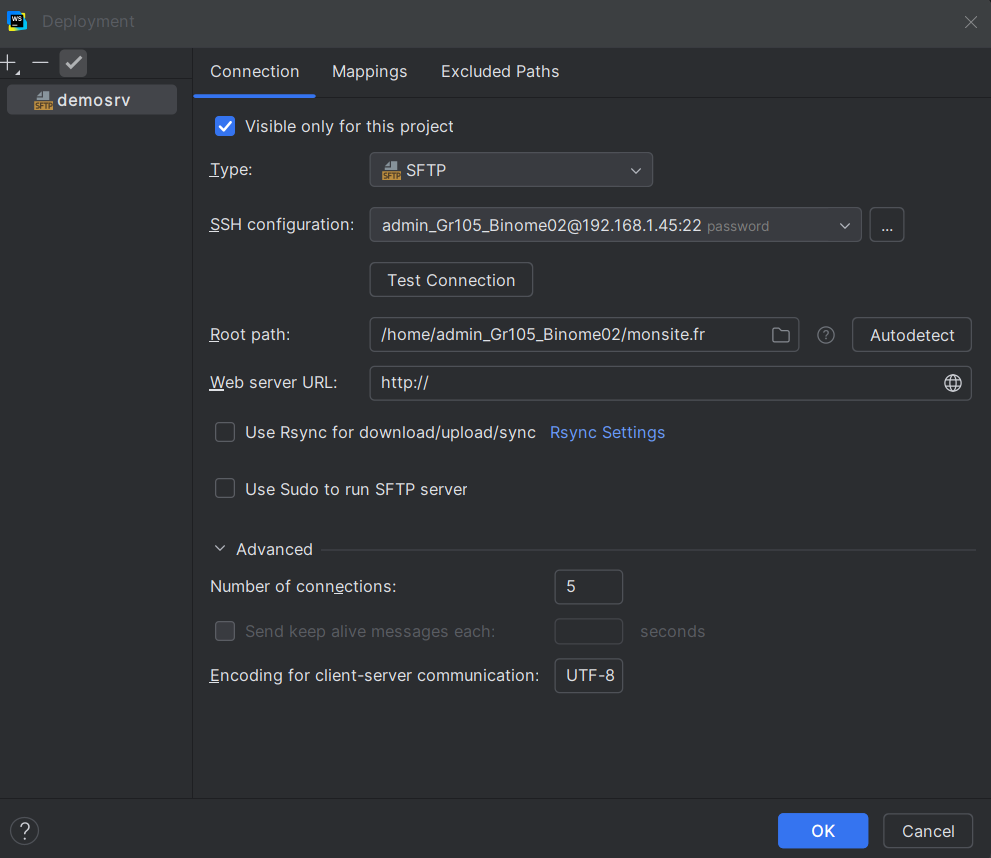 WS
Deployment
SFTP demosrv
Connection Mappings Excluded Paths
Visible only for this project
Type: SFTP SFTP
SSH configuration: admin_Gr105_Binome02@192.168.1.45:22 password ...
Test Connection
Root path: /home/admin_Gr105_Binome02/monsite.fr ? Autodetect
Web server URL: http://
Use Rsync for download/upload/sync Rsync Settings
Use Sudo to run SFTP server
Advanced
Number of connections: 5
Send keep alive messages each: seconds
Encoding for client-server communication: UTF-8
? OK Cancel